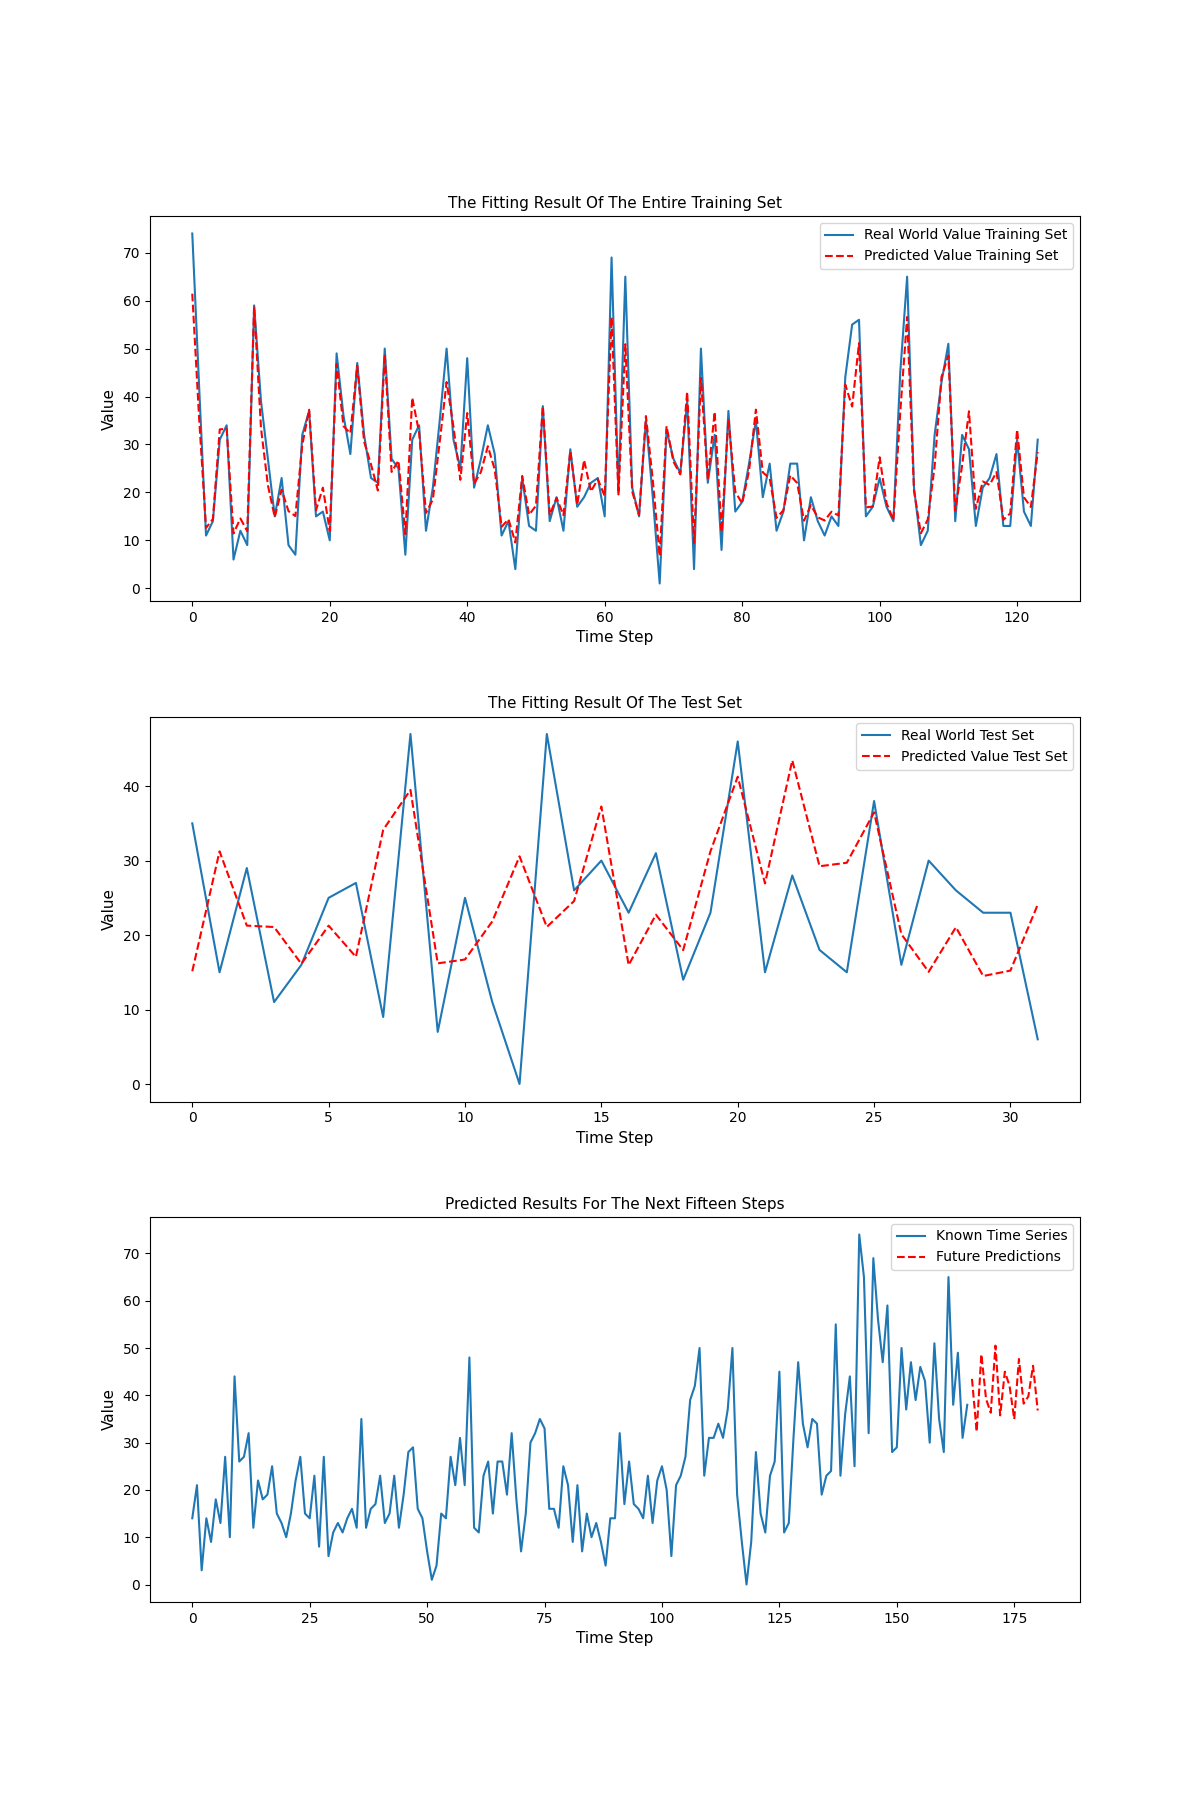 The Fitting Result Of The Entire Training Set
Real World Value Training Set
Predicted Value Training Set
70
60
50
40
30
20
10
0
Value
0 20 40 60 80 100 120
Time Step
The Fitting Result Of The Test Set
Real World Test Set
Predicted Value Test Set
40
30
20
10
0
Value
0 5 10 15 20 25 30
Time Step
Predicted Results For The Next Fifteen Steps
Known Time Series
Future Predictions
70
60
50
40
30
20
10
0
Value
0 25 50 75 100 125 150 175
Time Step